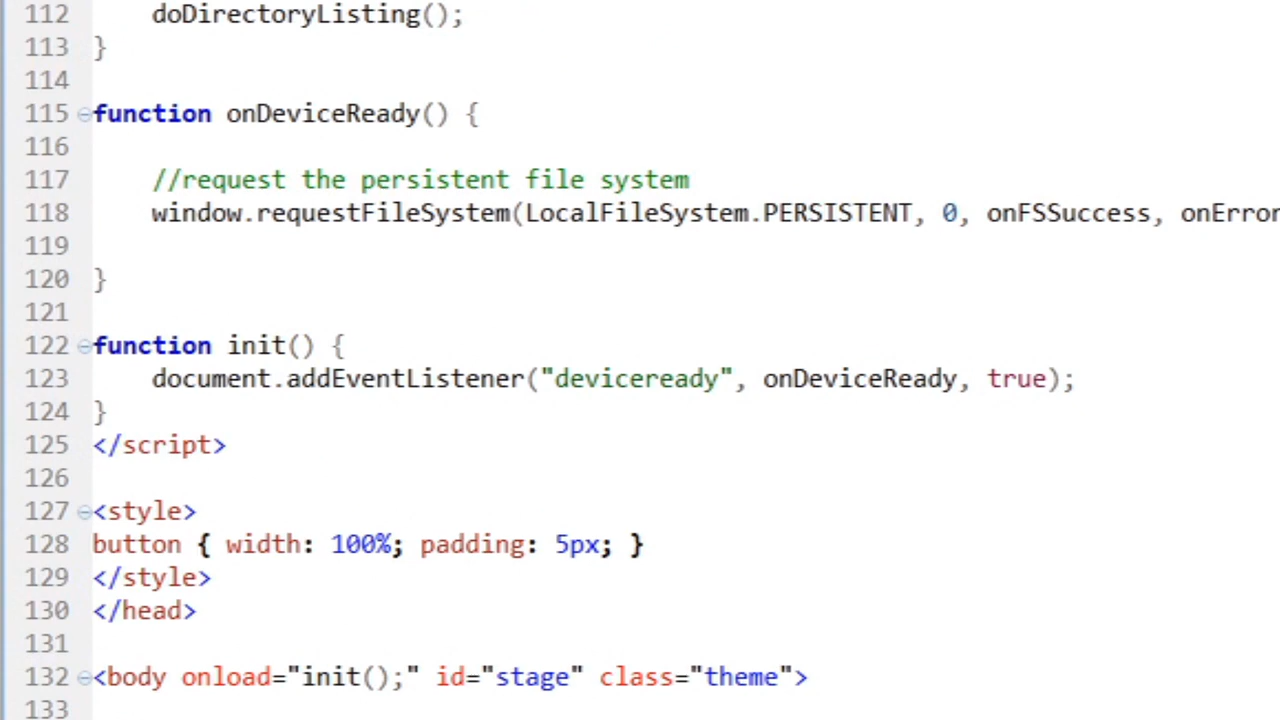 112 doDirectoryListing();
113 }
114
115 function onDeviceReady() {
116
117 //request the persistent file system
118 window.requestFileSystem(LocalFileSystem.PERSISTENT, 0, onFSSuccess, onError
119
120 }
121
122 function init() {
123 document.addEventListener("deviceready", onDeviceReady, true);
124 }
125 </script>
126
127 <style>
128 button { width: 100%; padding: 5px; }
129 </style>
130 </head>
131
132 <body onload="init();" id="stage" class="theme">
133